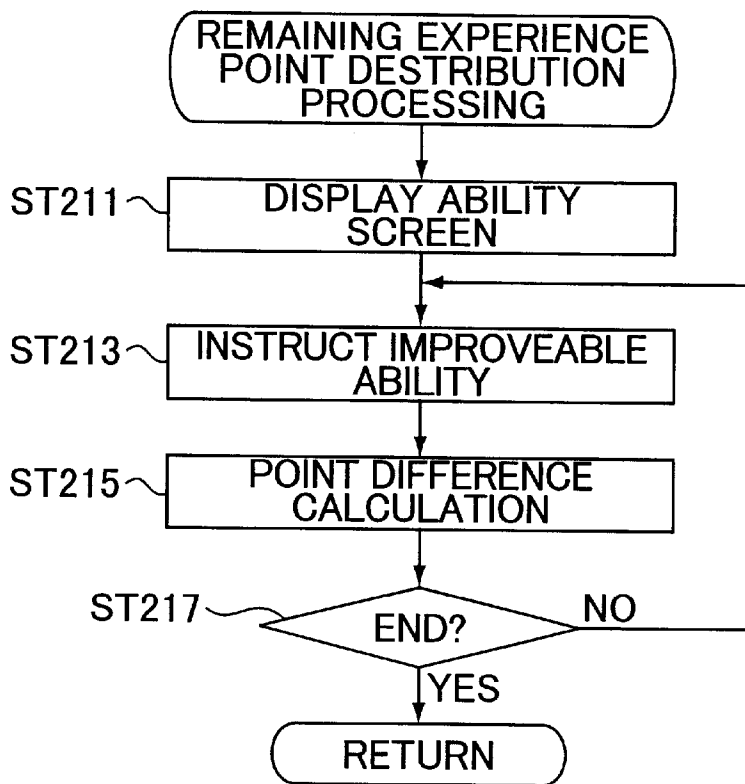 REMAINING EXPERIENCE
POINT DESTRIBUTION
PROCESSING
ST211
DISPLAY ABILITY
SCREEN
ST213
INSTRUCT IMPROVEABLE
ABILITY
ST215
POINT DIFFERENCE
CALCULATION
ST217
END?
NO
YES
RETURN